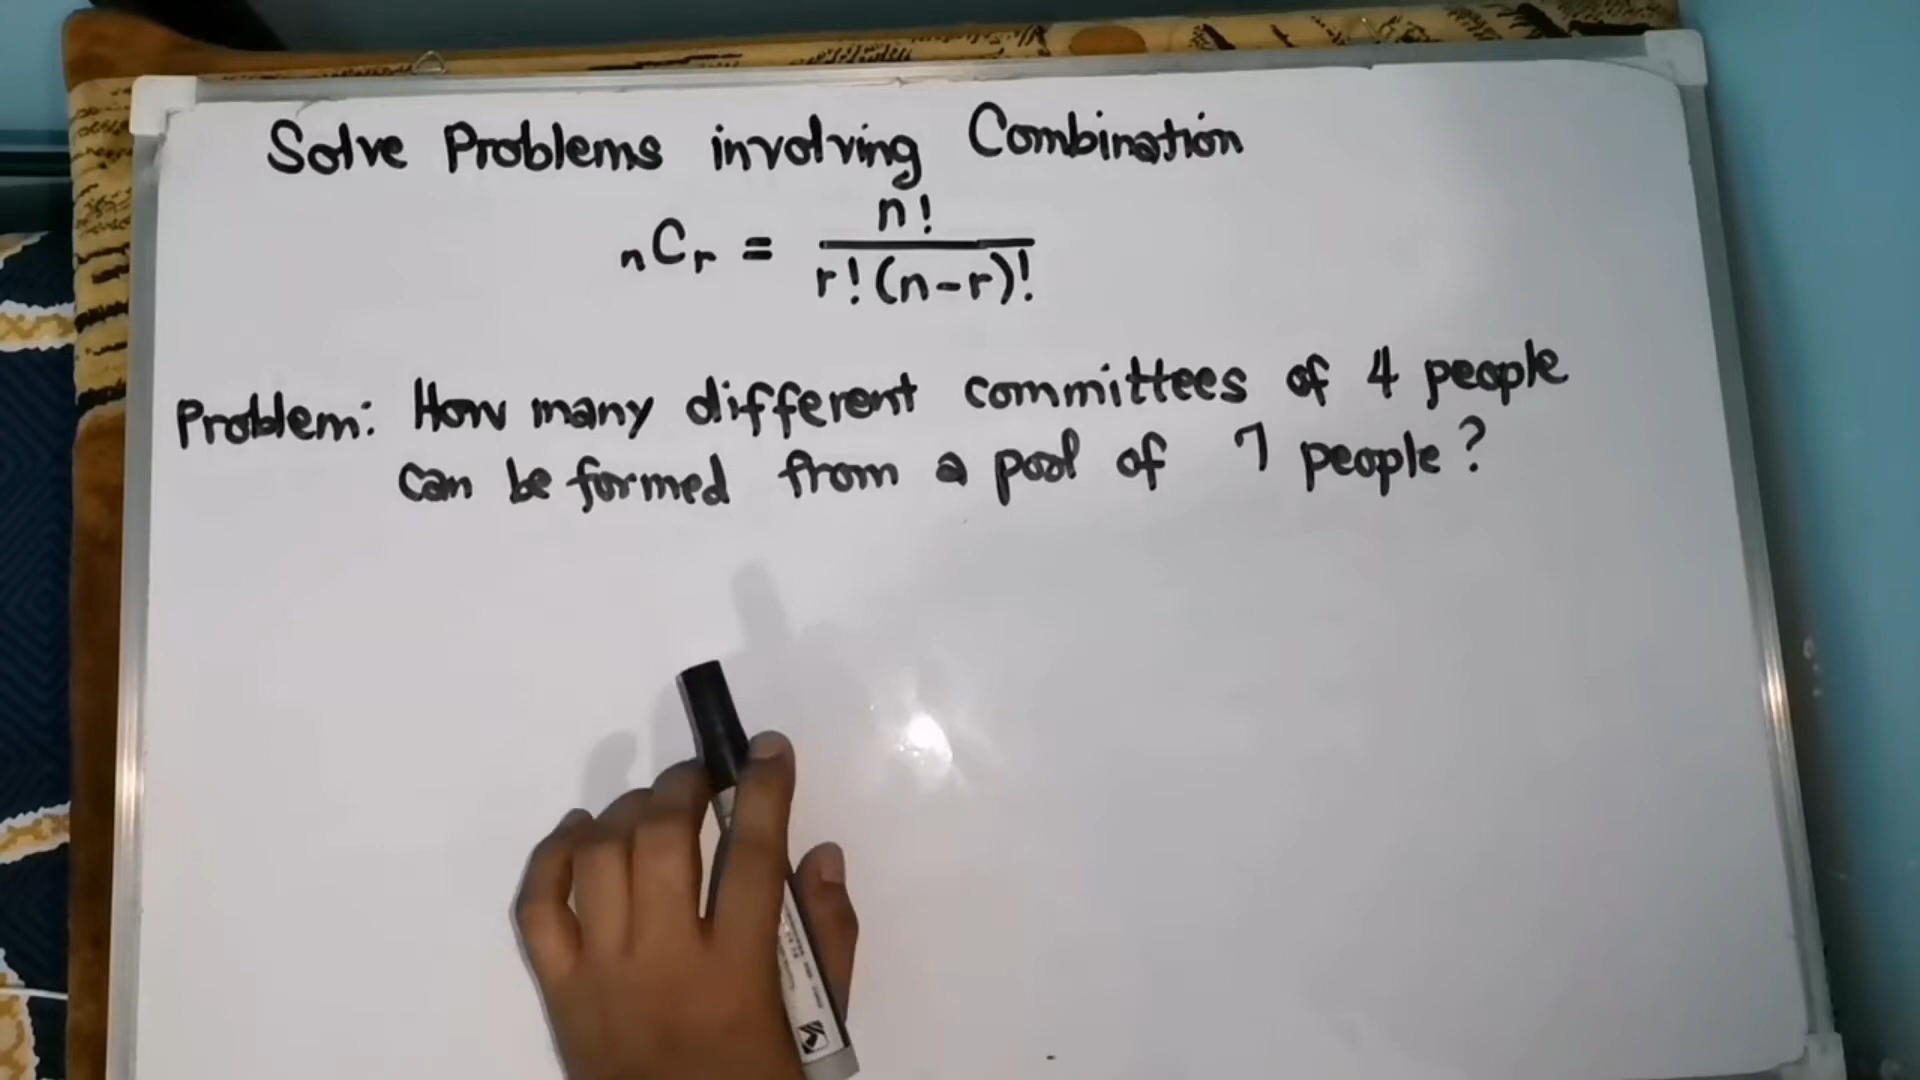 Solve Problems involving Combination
nCr = n! / r!(n-r)!
Problem: How many different committees of 4 people
can be formed from a pool of 7 people?